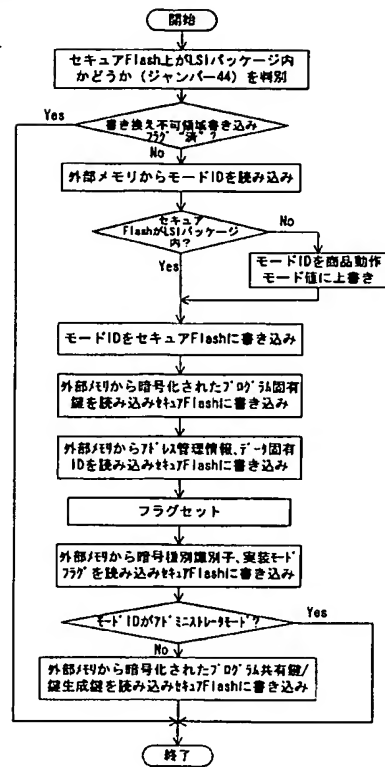 開始
セキュアFlash上がLSIパッケージ内
かどうか(ジャンパー44)を判別
Yes
書き換え不可領域書き込み
フラグ"済"?
No
外部メモリからモードIDを読み込み
セキュア
FlashがLSIパッケージ
内?
No
Yes
モードIDを商品動作
モード値に上書き
モードIDをセキュアFlashに書き込み
外部メモリから暗号化されたプログラム固有
鍵を読み込みセキュアFlashに書き込み
外部メモリからアドレス管理情報、データ固有
IDを読み込みセキュアFlashに書き込み
フラグセット
外部メモリから暗号種別識別子、実装モード
フラグを読み込みセキュアFlashに書き込み
モードIDがアドミニストレータモード?
Yes
No
外部メモリから暗号化されたプログラム共有鍵/
鍵生成鍵を読み込みセキュアFlashに書き込み
終了